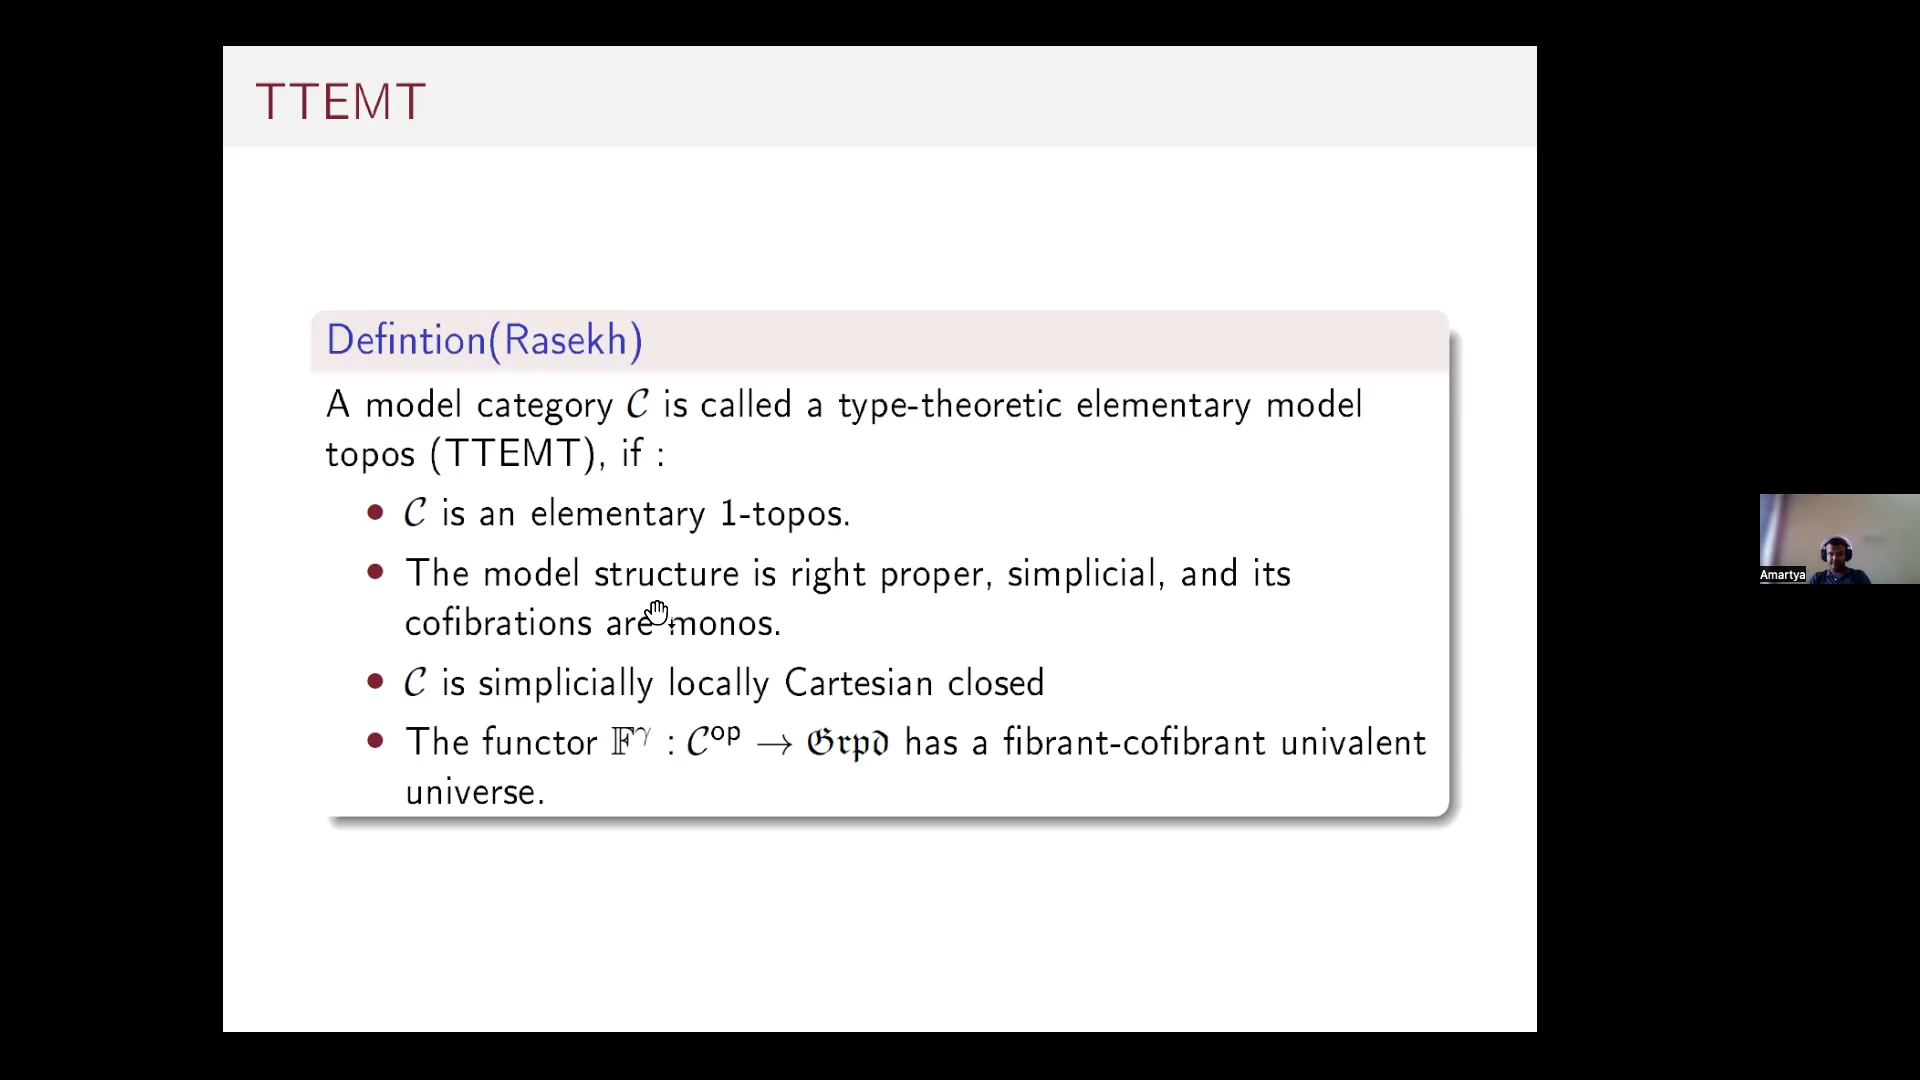 TTEMT
Defintion(Rasekh)
A model category 𝒞 is called a type-theoretic elementary model
topos (TTEMT), if :
• 𝒞 is an elementary 1-topos.
• The model structure is right proper, simplicial, and its
cofibrations are monos.
• 𝒞 is simplicially locally Cartesian closed
• The functor 𝔽^γ : 𝒞^op → 𝔊𝔯𝔭𝔡 has a fibrant-cofibrant univalent
universe.
Amartya